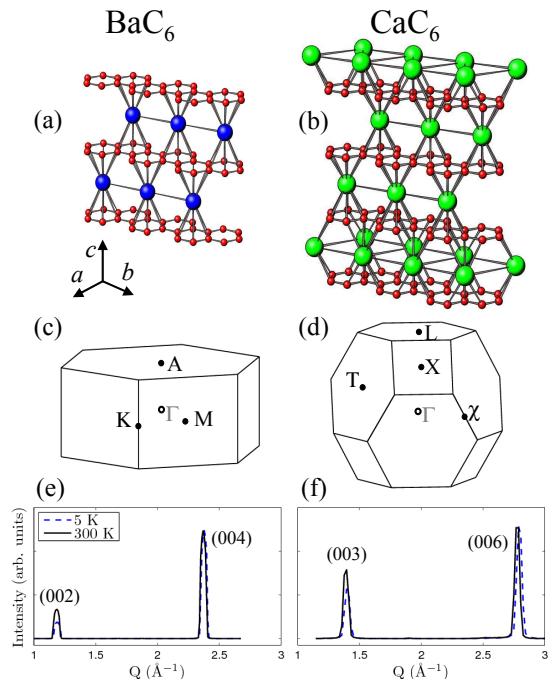 BaC6 CaC6
(a) (b)
c
a b
(c) (d)
A L
X
T
K Γ M Γ χ
(e) (f)
5 K
300 K
(002) (004) (003) (006)
Intensity (arb. units)
1 1.5 2 2.5 3 1 1.5 2 2.5 3
Q (Å⁻¹) Q (Å⁻¹)